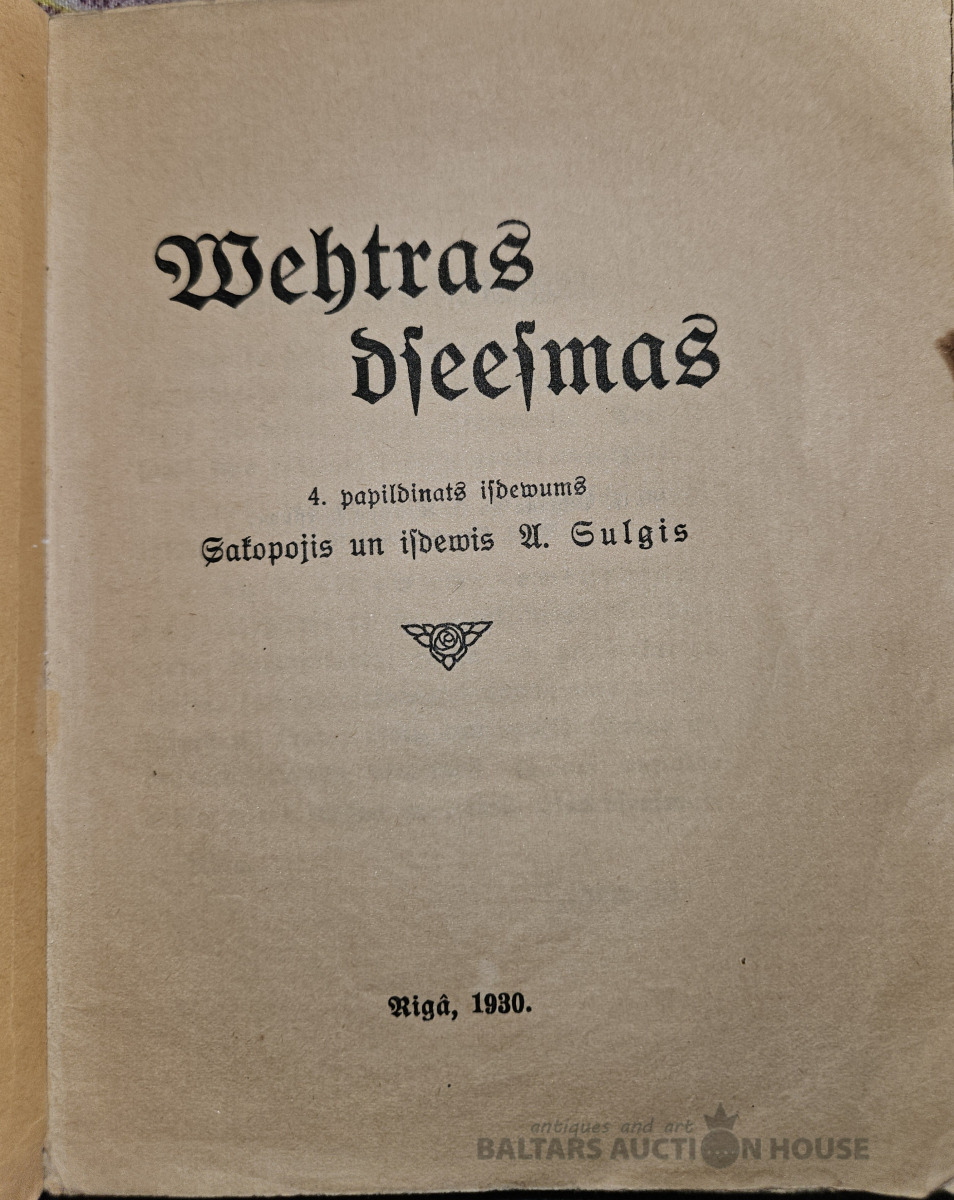 Wehtras
dſeeſmas
4. papildinats iſdewums
Sakopojis un iſdewis A. Sulgis
Rigâ, 1930.
antiques and art
BALTARS AUCTION HOUSE